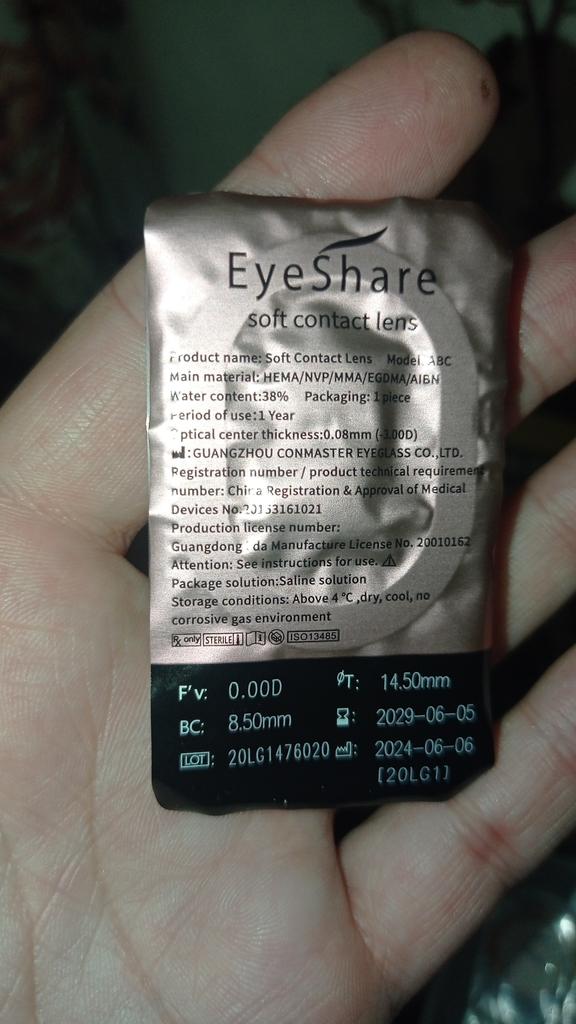 EyeShare
soft contact lens
Product name: Soft Contact Lens Model ABC
Main material: HEMA/NVP/MMA/EGDMA/AIBN
Water content:38% Packaging: 1 piece
Period of use:1 Year
Optical center thickness:0.08mm (-3.00D)
:GUANGZHOU CONMASTER EYEGLASS CO.,LTD.
Registration number / product technical requirement
number: China Registration & Approval of Medical
Devices No.20153161021
Production license number:
Guangdong da Manufacture License No. 20010162
Attention: See instructions for use.
Package solution:Saline solution
Storage conditions: Above 4 °C ,dry, cool, no
corrosive gas environment
Rx only STERILE ISO13485
F'v: 0.00D ØT: 14.50mm
BC: 8.50mm : 2029-06-05
LOT: 20LG1476020 : 2024-06-06
[20LG1]